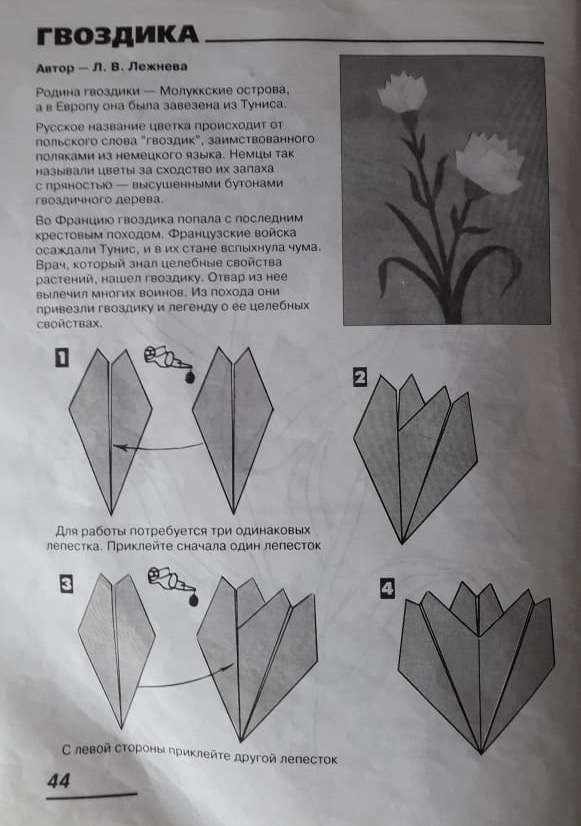 ГВОЗДИКА
Автор — Л. В. Лежнева
Родина гвоздики — Молуккские острова,
а в Европу она была завезена из Туниса.
Русское название цветка происходит от
польского слова "гвоздик", заимствованного
поляками из немецкого языка. Немцы так
называли цветы за сходство их запаха
с пряностью — высушенными бутонами
гвоздичного дерева.
Во Францию гвоздика попала с последним
крестовым походом. Французские войска
осаждали Тунис, и в их стане вспыхнула чума.
Врач, который знал целебные свойства
растений, нашел гвоздику. Отвар из нее
вылечил многих воинов. Из похода они
привезли гвоздику и легенду о ее целебных
свойствах.
1
2
Для работы потребуется три одинаковых
лепестка. Приклейте сначала один лепесток
3
4
С левой стороны приклейте другой лепесток
44